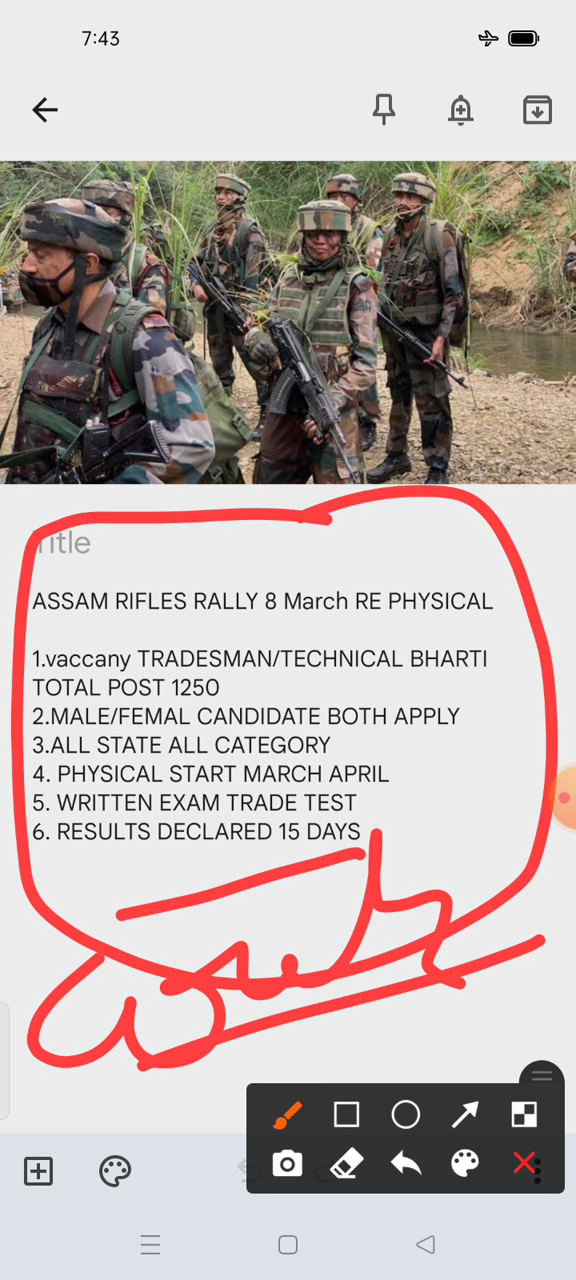 7:43
Title
ASSAM RIFLES RALLY 8 March RE PHYSICAL
1.vaccany TRADESMAN/TECHNICAL BHARTI
TOTAL POST 1250
2.MALE/FEMAL CANDIDATE BOTH APPLY
3.ALL STATE ALL CATEGORY
4. PHYSICAL START MARCH APRIL
5. WRITTEN EXAM TRADE TEST
6. RESULTS DECLARED 15 DAYS